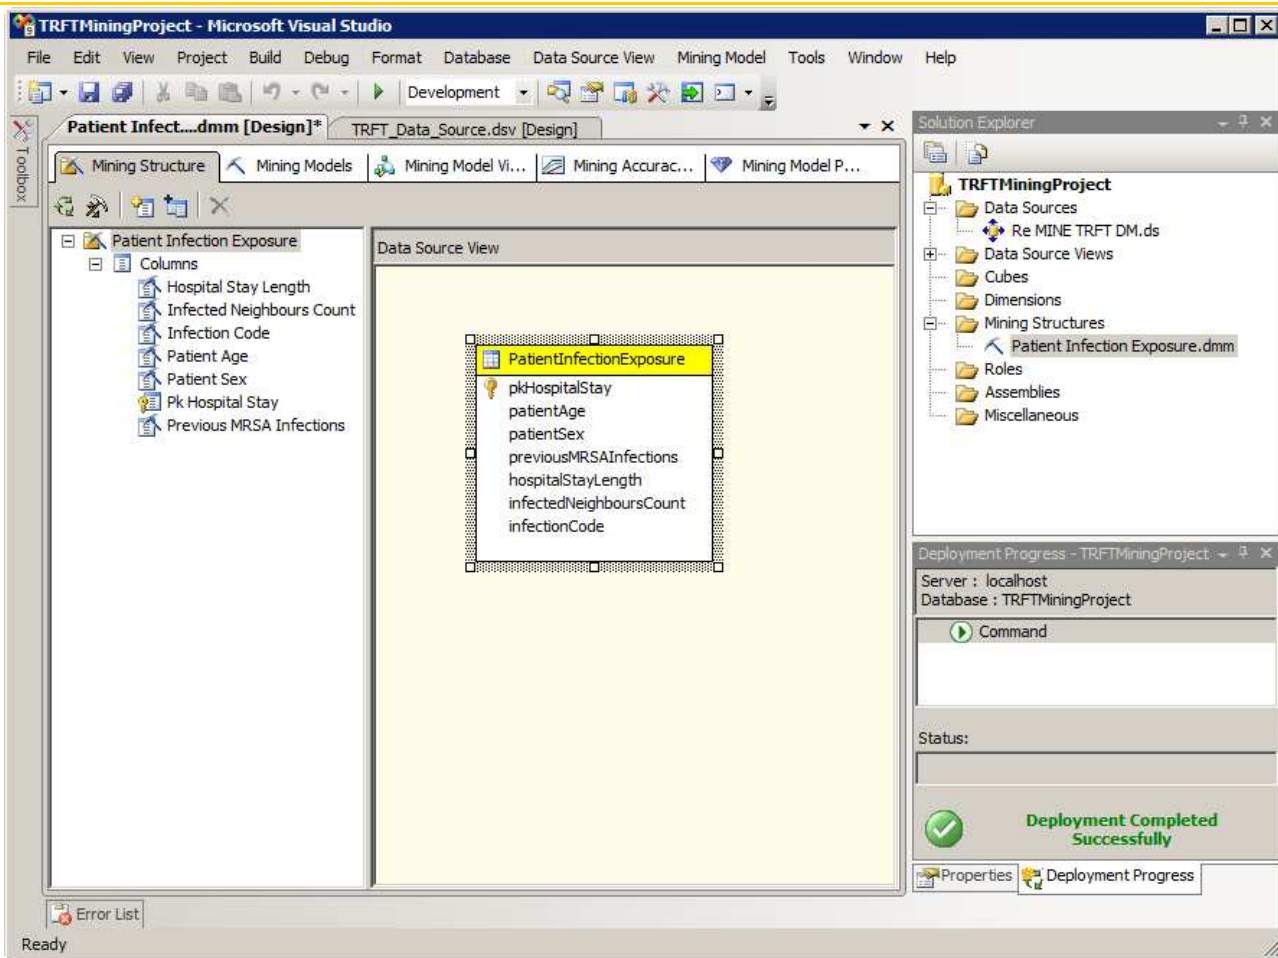 TRFTMiningProject - Microsoft Visual Studio
File Edit View Project Build Debug Format Database Data Source View Mining Model Tools Window Help
Development
Toolbox
Patient Infect....dmm [Design]* TRFT_Data_Source.dsv [Design]
Mining Structure Mining Models Mining Model Vi... Mining Accurac... Mining Model P...
Patient Infection Exposure
Columns
Hospital Stay Length
Infected Neighbours Count
Infection Code
Patient Age
Patient Sex
Pk Hospital Stay
Previous MRSA Infections
Data Source View
PatientInfectionExposure
pkHospitalStay
patientAge
patientSex
previousMRSAInfections
hospitalStayLength
infectedNeighboursCount
infectionCode
Solution Explorer
TRFTMiningProject
Data Sources
Re MINE TRFT DM.ds
Data Source Views
Cubes
Dimensions
Mining Structures
Patient Infection Exposure.dmm
Roles
Assemblies
Miscellaneous
Deployment Progress - TRFTMiningProject
Server : localhost
Database : TRFTMiningProject
Command
Status:
Deployment Completed
Successfully
Properties Deployment Progress
Error List
Ready